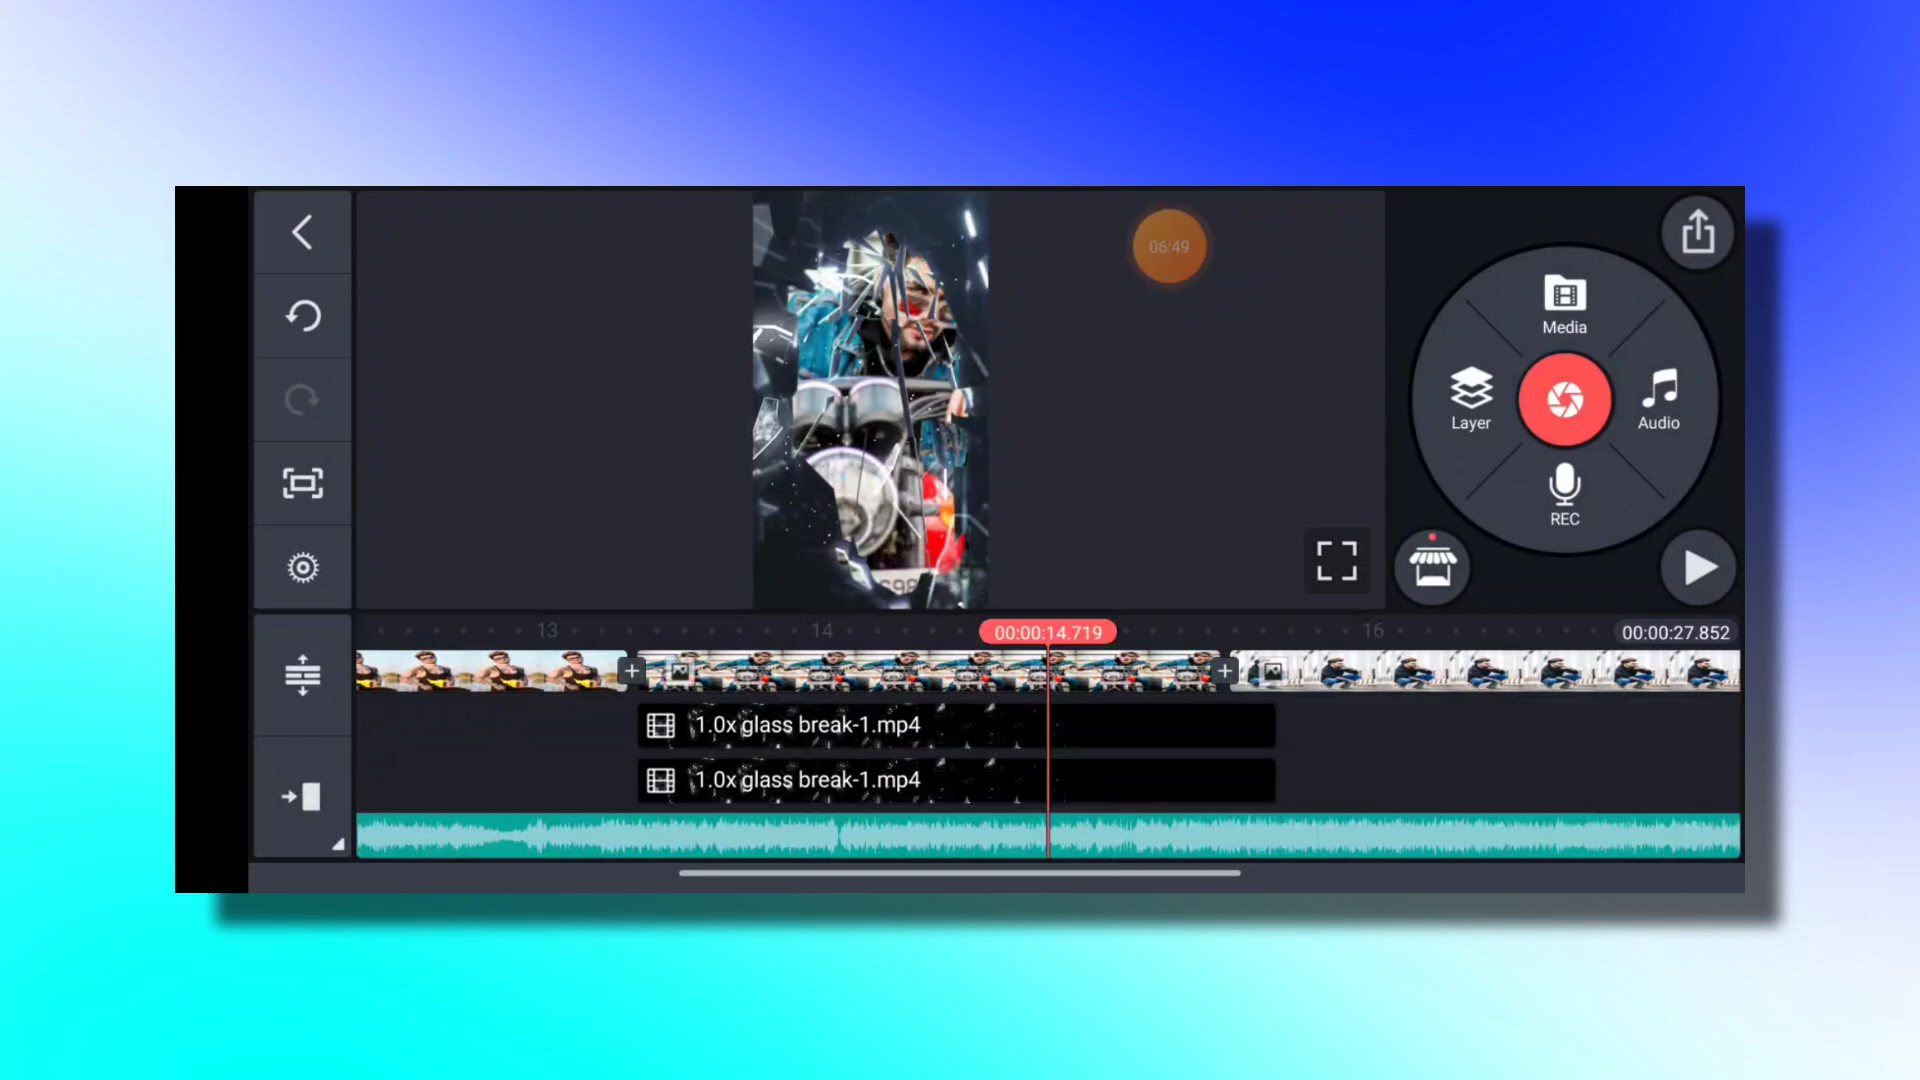 06:49
Media
Layer
Audio
REC
13
14
00:00:14.719
16
00:00:27.852
1.0x glass break-1.mp4
1.0x glass break-1.mp4